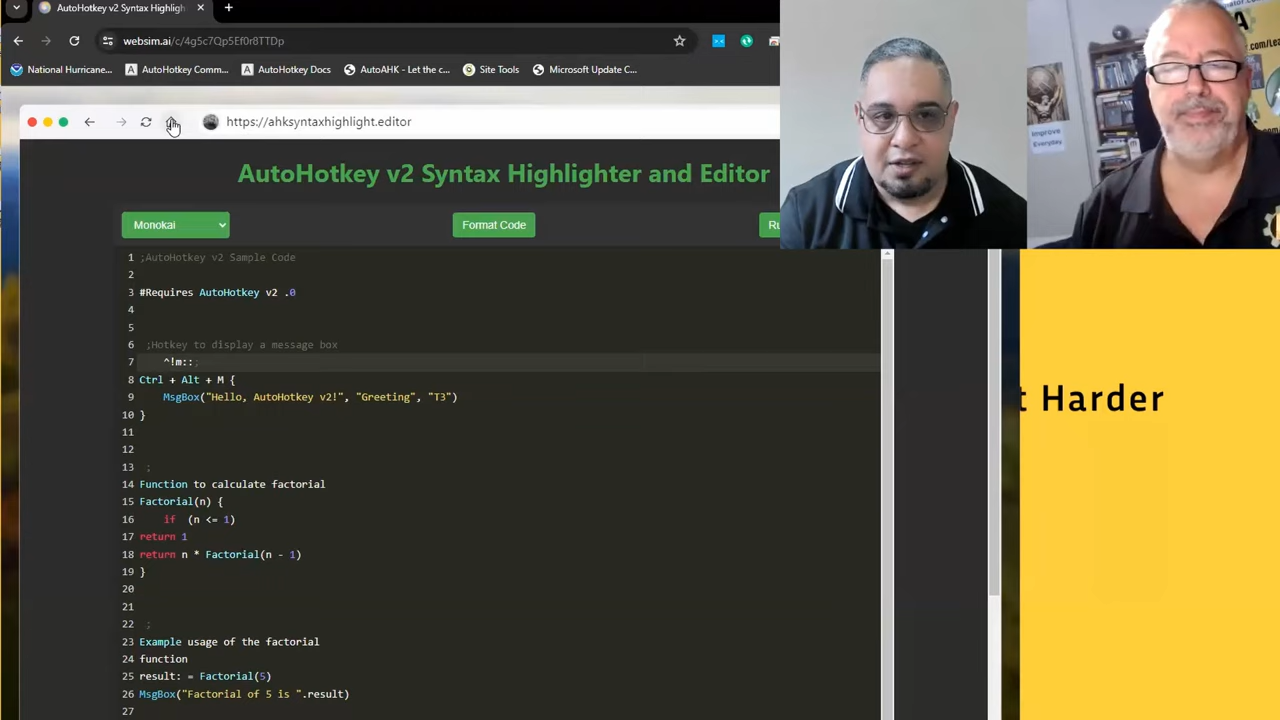 AutoHotkey v2 Syntax Highligh
websim.ai/c/4g5c7Qp5Ef0r8TTDp
National Hurricane...
AutoHotkey Comm...
AutoHotkey Docs
AutoAHK - Let the c...
Site Tools
Microsoft Update C...
https://ahksyntaxhighlight.editor
AutoHotkey v2 Syntax Highlighter and Editor
Monokai
Format Code
Ru
1 ;AutoHotkey v2 Sample Code
2
3 #Requires AutoHotkey v2 .0
4
5
6 ;Hotkey to display a message box
7 ^!m:: ;
8 Ctrl + Alt + M {
9 MsgBox("Hello, AutoHotkey v2!", "Greeting", "T3")
10 }
11
12
13 ;
14 Function to calculate factorial
15 Factorial(n) {
16 if (n <= 1)
17 return 1
18 return n * Factorial(n - 1)
19 }
20
21
22 ;
23 Example usage of the factorial
24 function
25 result: = Factorial(5)
26 MsgBox("Factorial of 5 is ".result)
27
t Harder
Improve
Everyday